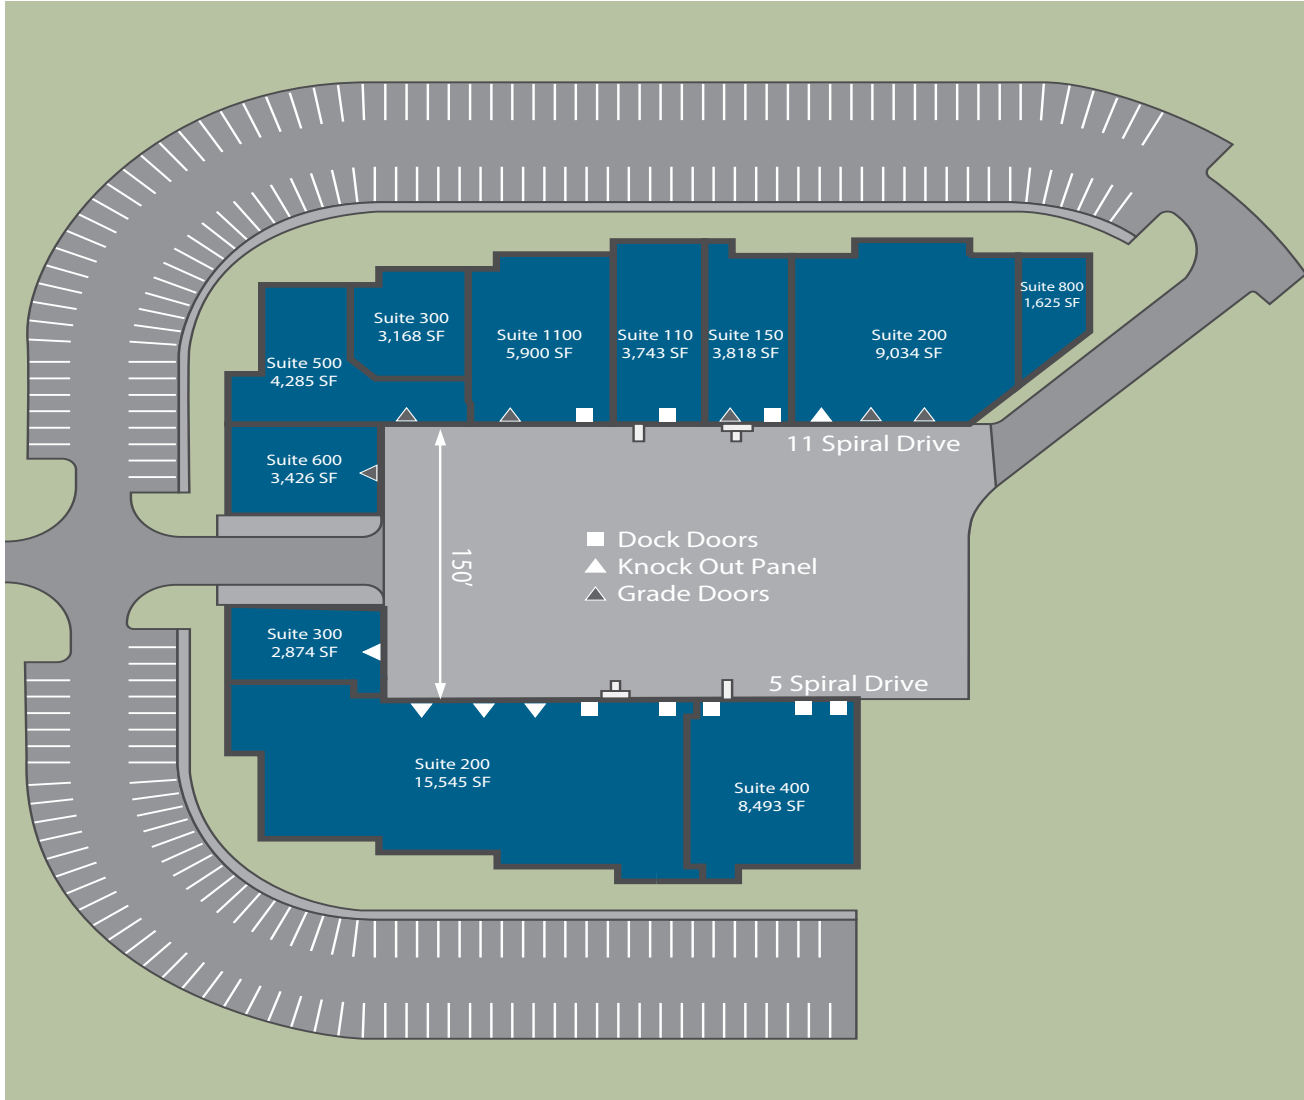 Suite 800
1,625 SF
Suite 300
3,168 SF
Suite 1100
5,900 SF
Suite 110
3,743 SF
Suite 150
3,818 SF
Suite 200
9,034 SF
Suite 500
4,285 SF
11 Spiral Drive
Suite 600
3,426 SF
150'
Dock Doors
Knock Out Panel
Grade Doors
Suite 300
2,874 SF
5 Spiral Drive
Suite 200
15,545 SF
Suite 400
8,493 SF